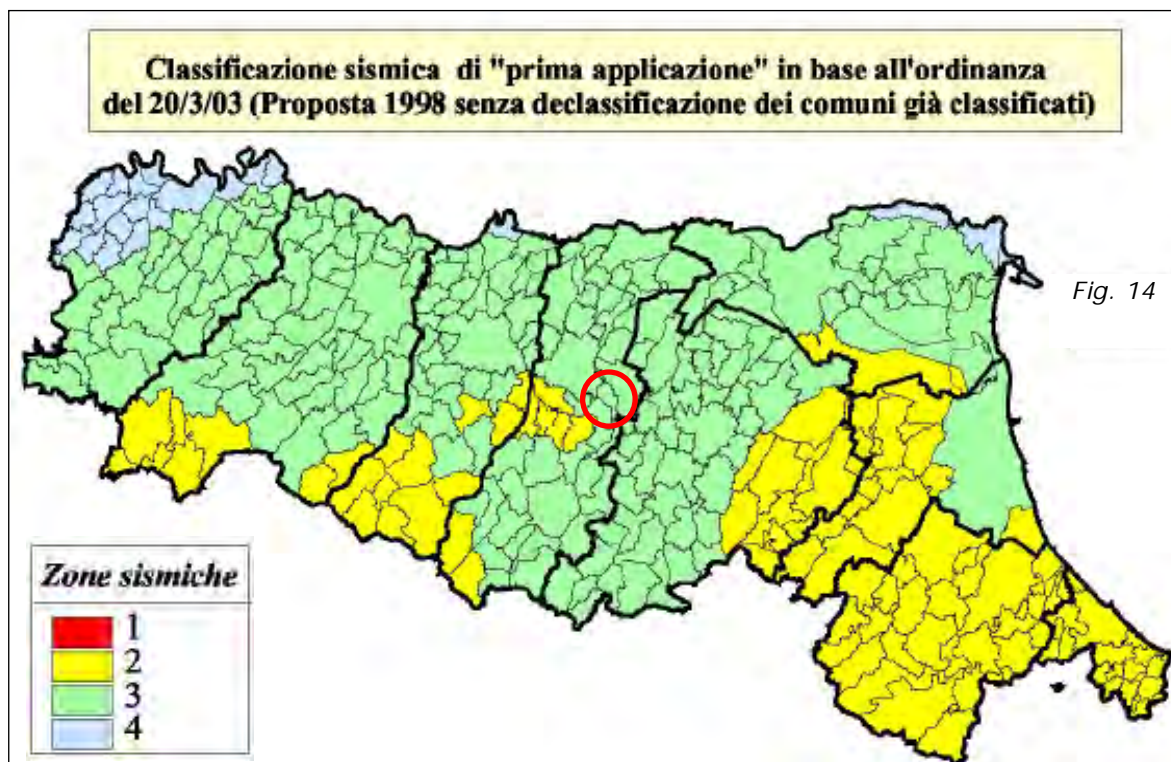 Classificazione sismica di "prima applicazione" in base all'ordinanza
del 20/3/03 (Proposta 1998 senza declassificazione dei comuni già classificati)
Fig. 14
Zone sismiche
1
2
3
4